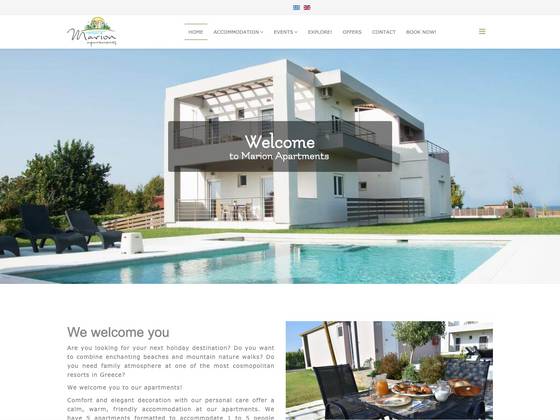 Marion
apartments
HOME
ACCOMMODATION
EVENTS
EXPLORE!
OFFERS
CONTACT
BOOK NOW!
Welcome
to Marion Apartments
We welcome you
Are you looking for your next holiday destination? Do you want
to combine enchanting beaches and mountain nature walks? Do
you need family atmosphere at one of the most cosmopolitan
resorts in Greece?
We welcome you to our apartments!
Comfort and elegant decoration with our personal care offer a
calm, warm, friendly accommodation at our apartments. We
have 5 apartments formatted to accommodate 1 to 5 people